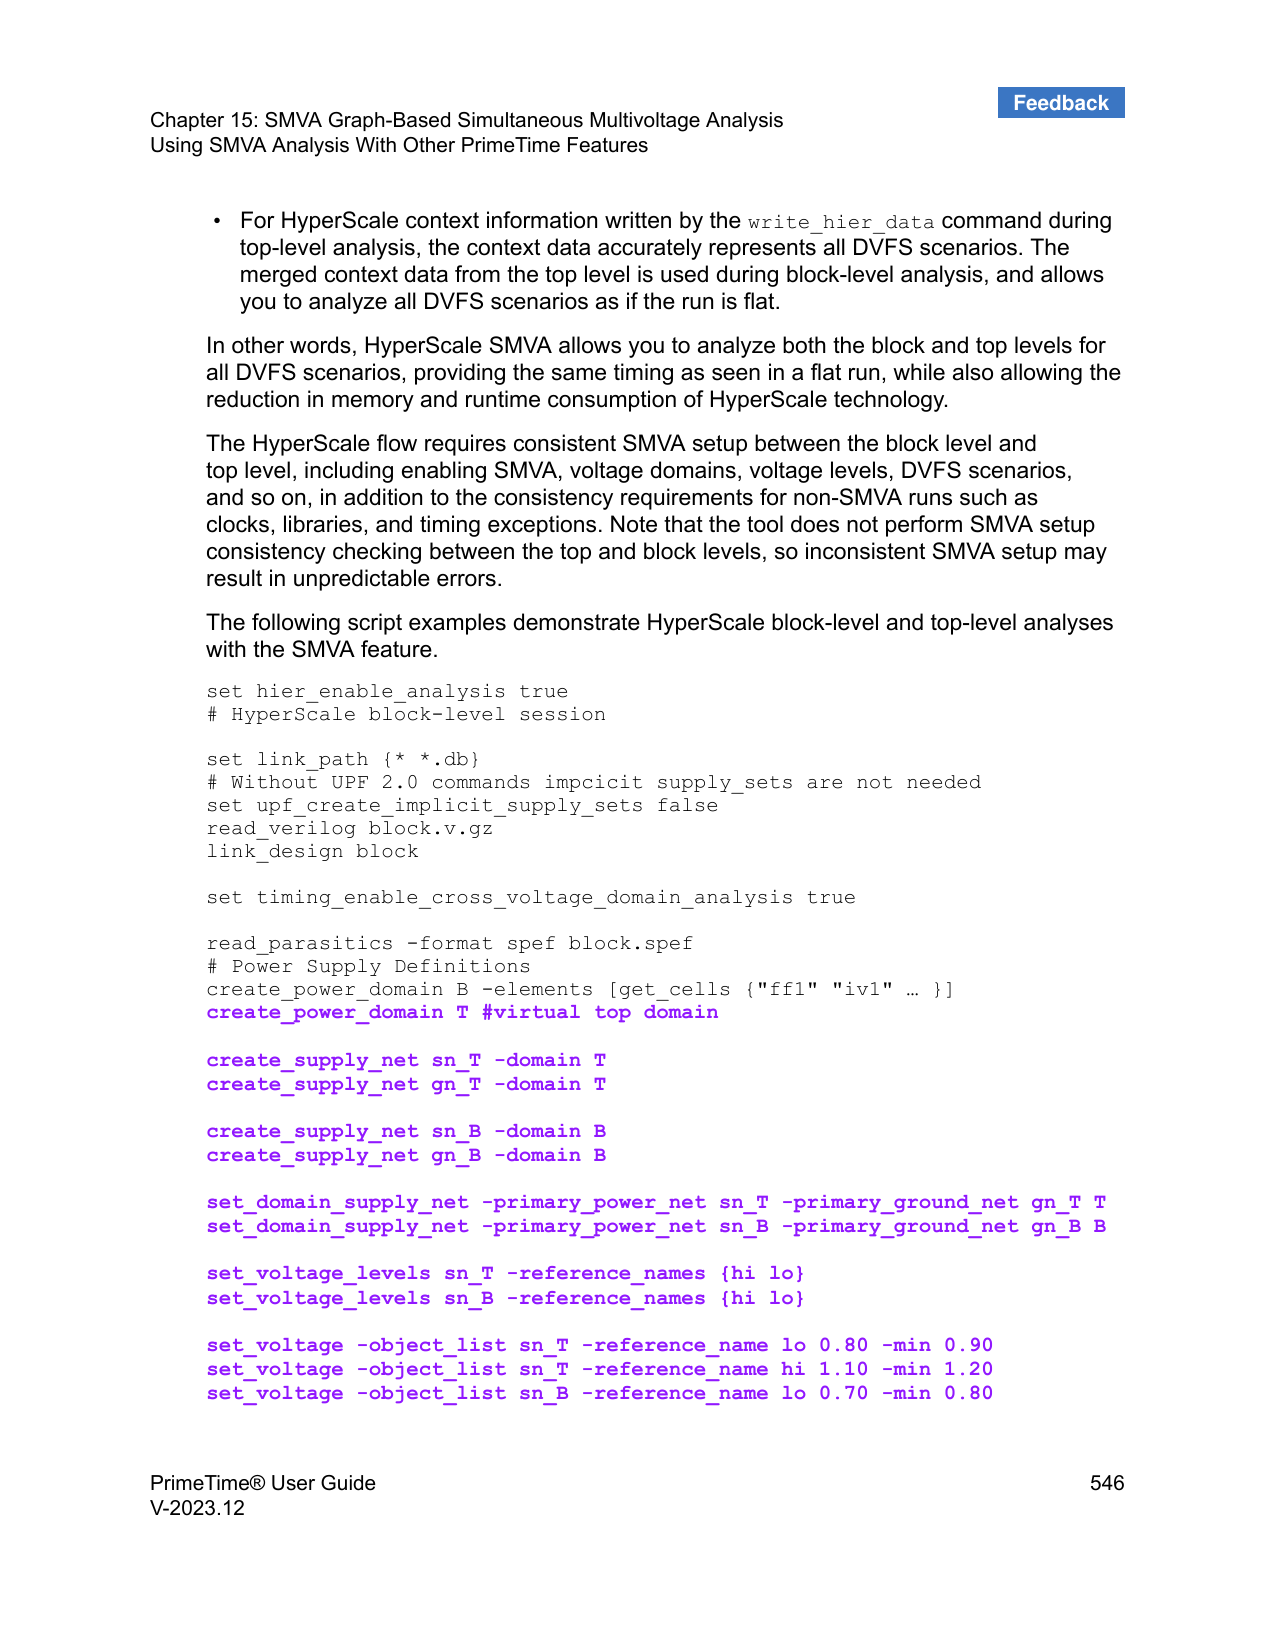 Feedback
Chapter 15: SMVA Graph-Based Simultaneous Multivoltage Analysis
Using SMVA Analysis With Other PrimeTime Features
• For HyperScale context information written by the write_hier_data command during
top-level analysis, the context data accurately represents all DVFS scenarios. The
merged context data from the top level is used during block-level analysis, and allows
you to analyze all DVFS scenarios as if the run is flat.
In other words, HyperScale SMVA allows you to analyze both the block and top levels for
all DVFS scenarios, providing the same timing as seen in a flat run, while also allowing the
reduction in memory and runtime consumption of HyperScale technology.
The HyperScale flow requires consistent SMVA setup between the block level and
top level, including enabling SMVA, voltage domains, voltage levels, DVFS scenarios,
and so on, in addition to the consistency requirements for non-SMVA runs such as
clocks, libraries, and timing exceptions. Note that the tool does not perform SMVA setup
consistency checking between the top and block levels, so inconsistent SMVA setup may
result in unpredictable errors.
The following script examples demonstrate HyperScale block-level and top-level analyses
with the SMVA feature.
set hier_enable_analysis true
# HyperScale block-level session
set link_path {* *.db}
# Without UPF 2.0 commands impcicit supply_sets are not needed
set upf_create_implicit_supply_sets false
read_verilog block.v.gz
link_design block
set timing_enable_cross_voltage_domain_analysis true
read_parasitics -format spef block.spef
# Power Supply Definitions
create_power_domain B -elements [get_cells {"ff1" "iv1" … }]
create_power_domain T #virtual top domain
create_supply_net sn_T -domain T
create_supply_net gn_T -domain T
create_supply_net sn_B -domain B
create_supply_net gn_B -domain B
set_domain_supply_net -primary_power_net sn_T -primary_ground_net gn_T T
set_domain_supply_net -primary_power_net sn_B -primary_ground_net gn_B B
set_voltage_levels sn_T -reference_names {hi lo}
set_voltage_levels sn_B -reference_names {hi lo}
set_voltage -object_list sn_T -reference_name lo 0.80 -min 0.90
set_voltage -object_list sn_T -reference_name hi 1.10 -min 1.20
set_voltage -object_list sn_B -reference_name lo 0.70 -min 0.80
PrimeTime® User Guide
V-2023.12
546